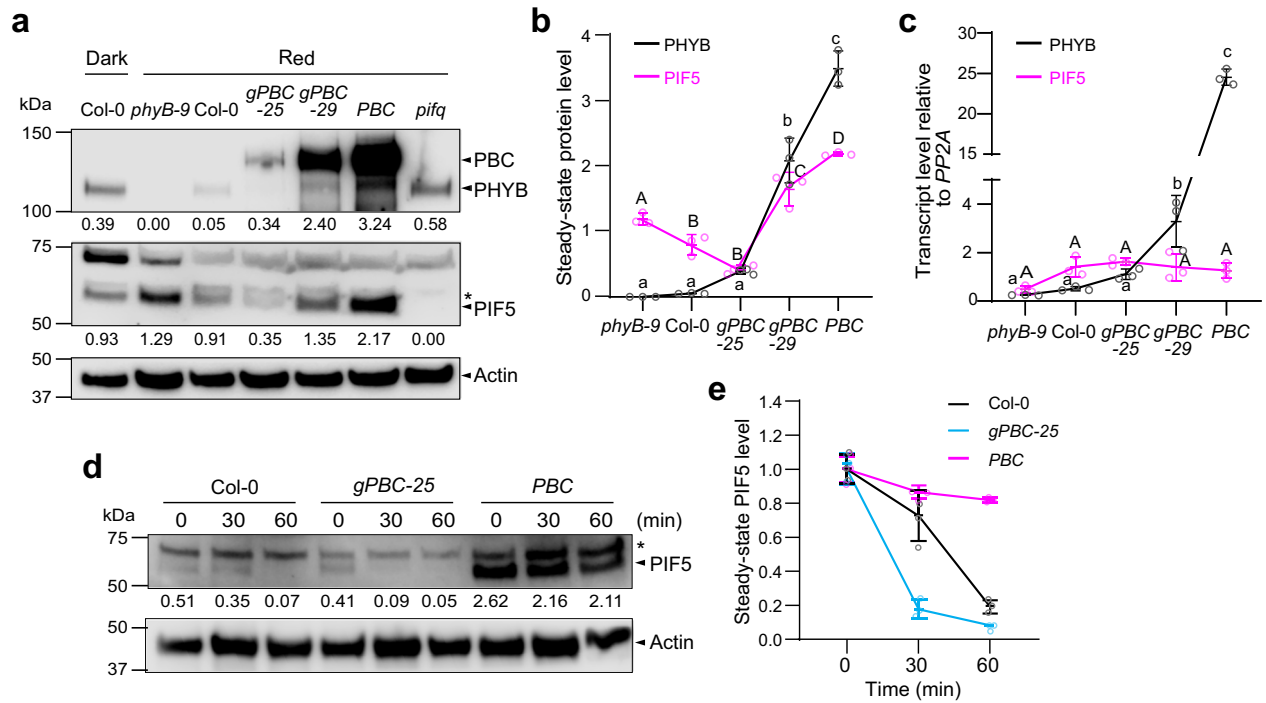 a
Dark Red
kDa Col-0 phyB-9 Col-0 gPBC-25 gPBC-29 PBC pifq
150
PBC
PHYB
100
0.39 0.00 0.05 0.34 2.40 3.24 0.58
75
*
PIF5
50
0.93 1.29 0.91 0.35 1.35 2.17 0.00
50
Actin
37
b
PHYB
PIF5
Steady-state protein level
4
3
2
1
0
A B B C D
a a a b c
phyB-9 Col-0 gPBC-25 gPBC-29 PBC
c
PHYB
PIF5
Transcript level relative to PP2A
30
25
20
15
4
2
0
a A a A A a b A c A
phyB-9 Col-0 gPBC-25 gPBC-29 PBC
d
Col-0 gPBC-25 PBC
kDa 0 30 60 0 30 60 0 30 60 (min)
75
*
PIF5
50
0.51 0.35 0.07 0.41 0.09 0.05 2.62 2.16 2.11
50
Actin
37
e
Col-0
gPBC-25
PBC
Steady-state PIF5 level
1.4
1.2
1.0
0.8
0.6
0.4
0.2
0.0
0 30 60
Time (min)